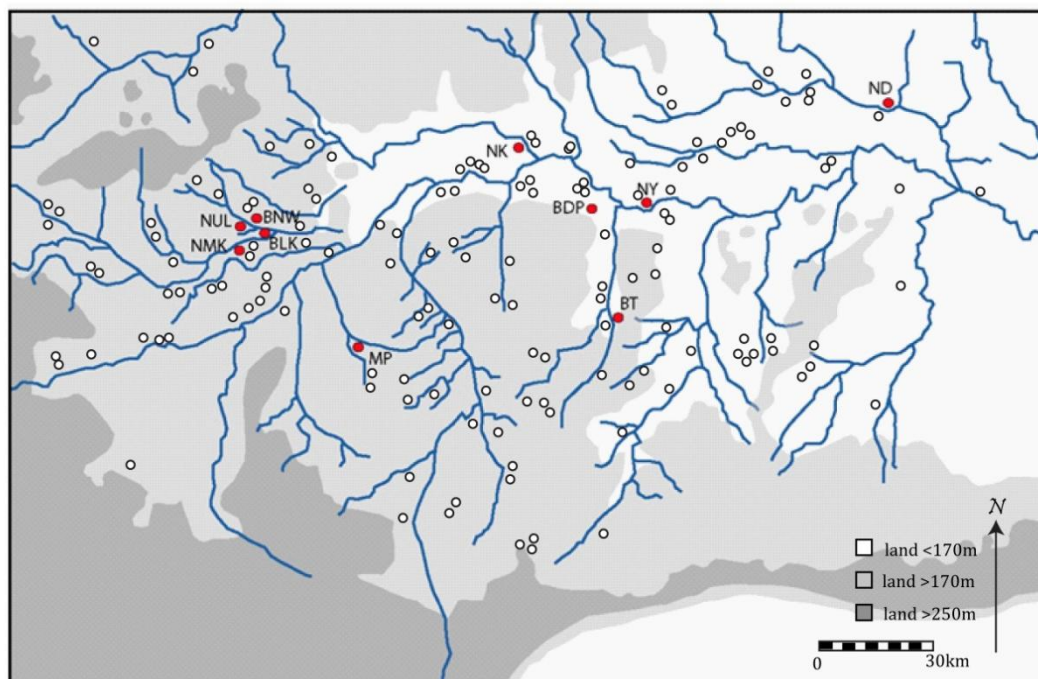 ND
NK
NY
BDP
NUL
BNW
NMK
BLK
BT
MP
N
land <170m
land >170m
land >250m
0
30km